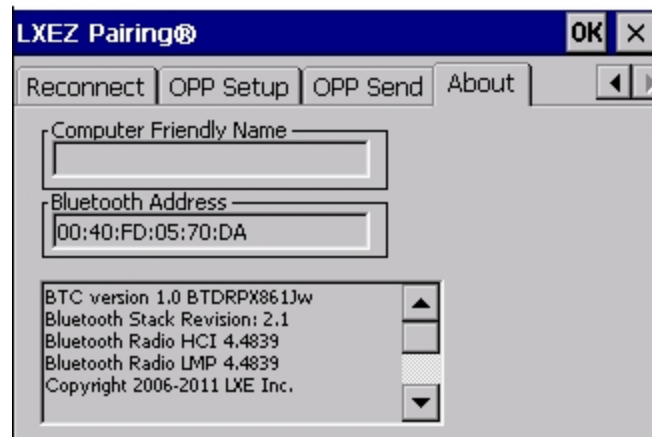 LXEZ Pairing®
OK
Reconnect OPP Setup OPP Send About
Computer Friendly Name
Bluetooth Address
00:40:FD:05:70:DA
BTC version 1.0 BTDRPX861Jw
Bluetooth Stack Revision: 2.1
Bluetooth Radio HCI 4.4839
Bluetooth Radio LMP 4.4839
Copyright 2006-2011 LXE Inc.